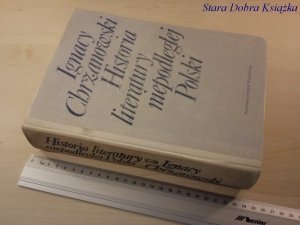 Stara Dobra Książka
Ignacy
Chrzanowski
Historia
literatury
niepodległej
Polski
Historia literatury
niepodległej Polski
Ignacy
Chrzanowski